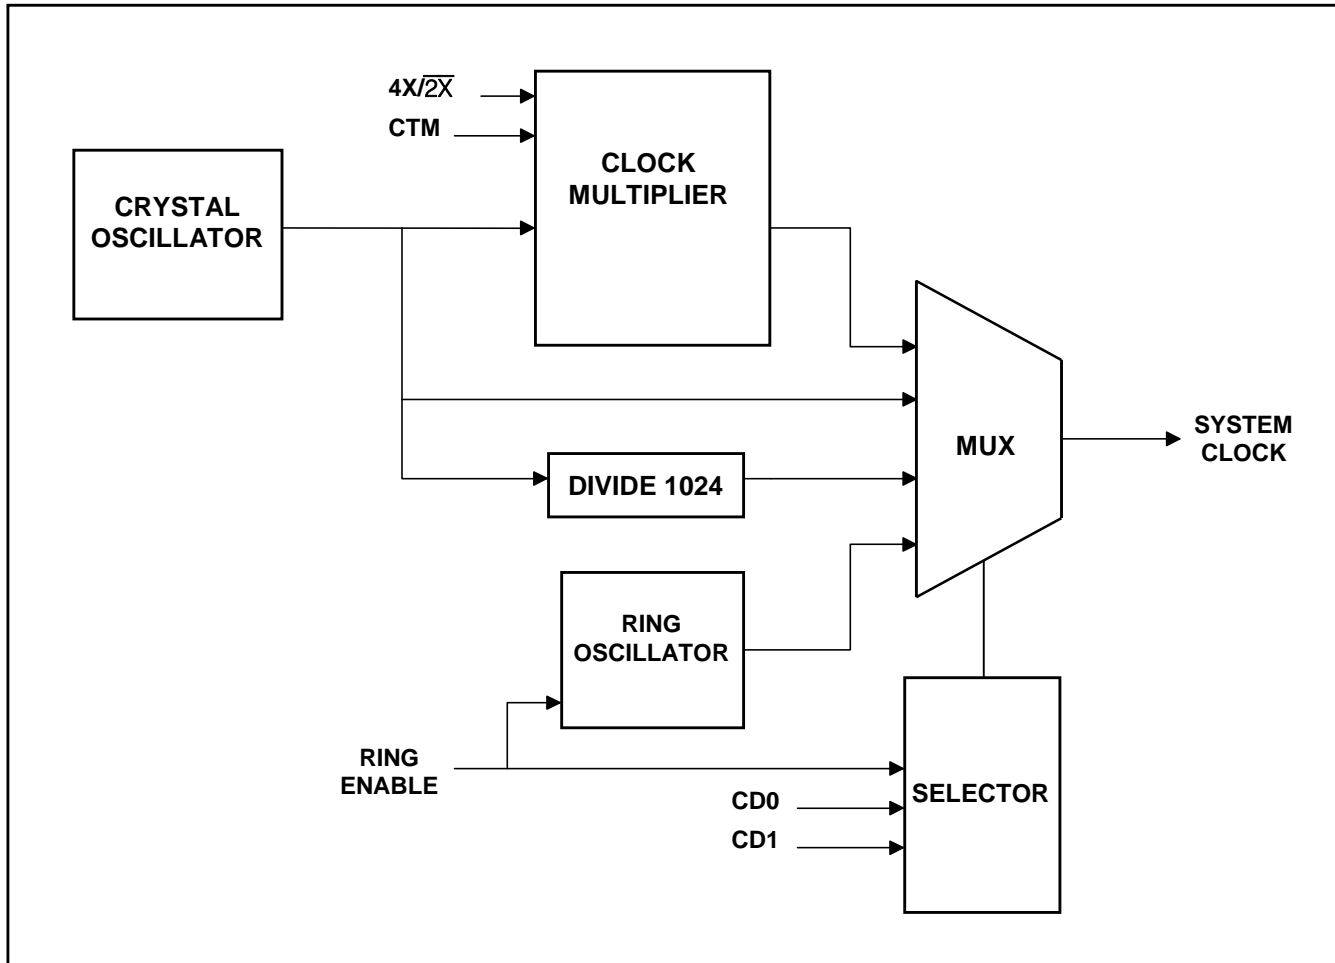 4X/2X̅
CTM
CLOCK
MULTIPLIER
CRYSTAL
OSCILLATOR
MUX
SYSTEM
CLOCK
DIVIDE 1024
RING
OSCILLATOR
RING
ENABLE
SELECTOR
CD0
CD1